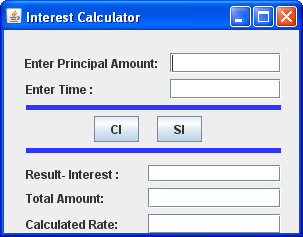 Interest Calculator
Enter Principal Amount:
Enter Time :
CI SI
Result- Interest :
Total Amount:
Calculated Rate: